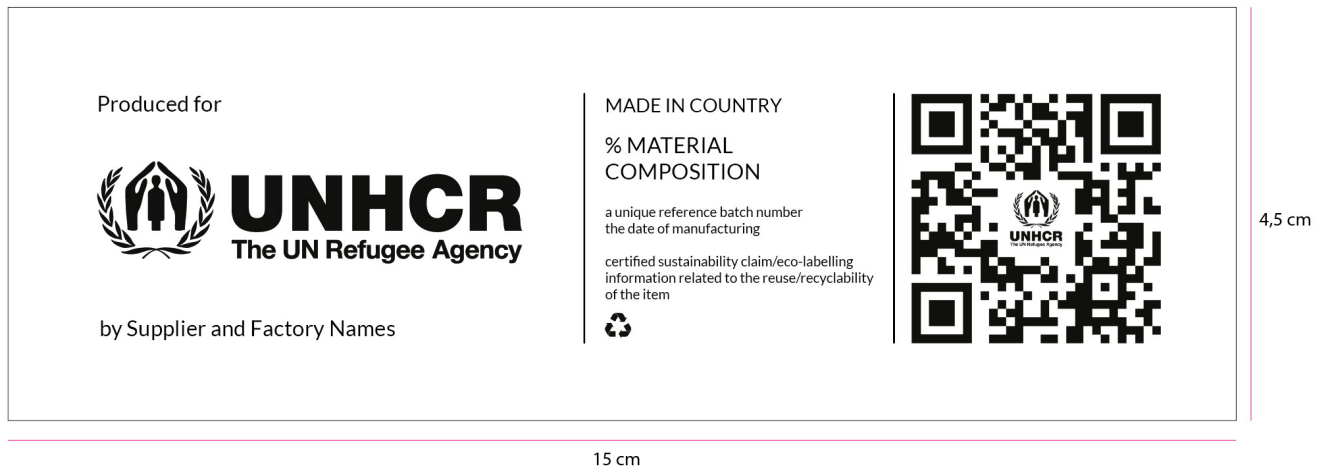 Produced for
UNHCR
The UN Refugee Agency
by Supplier and Factory Names
MADE IN COUNTRY
% MATERIAL
COMPOSITION
a unique reference batch number
the date of manufacturing
certified sustainability claim/eco-labelling
information related to the reuse/recyclability
of the item
UNHCR
The UN Refugee Agency
4,5 cm
15 cm